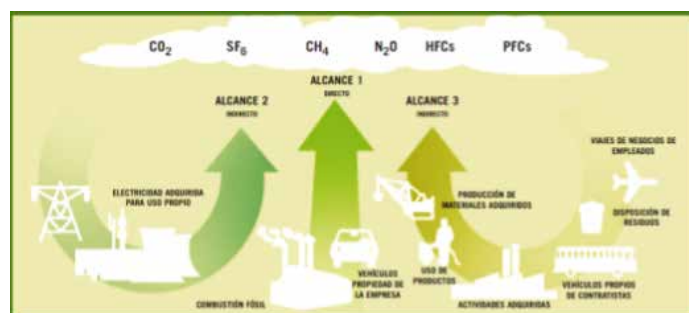 CO₂ SF₆ CH₄ N₂O HFCs PFCs
ALCANCE 1
DIRECTO
ALCANCE 2
INDIRECTO
ALCANCE 3
INDIRECTO
VIAJES DE NEGOCIOS DE
EMPLEADOS
ELECTRICIDAD ADQUIRIDA
PARA USO PROPIO
PRODUCCIÓN DE
MATERIALES ADQUIRIDOS
DISPOSICIÓN DE
RESIDUOS
VEHÍCULOS
PROPIEDAD DE
LA EMPRESA
USO DE
PRODUCTOS
VEHÍCULOS PROPIOS
DE CONTRATISTAS
COMBUSTIÓN FÓSIL
ACTIVIDADES ADQUIRIDAS